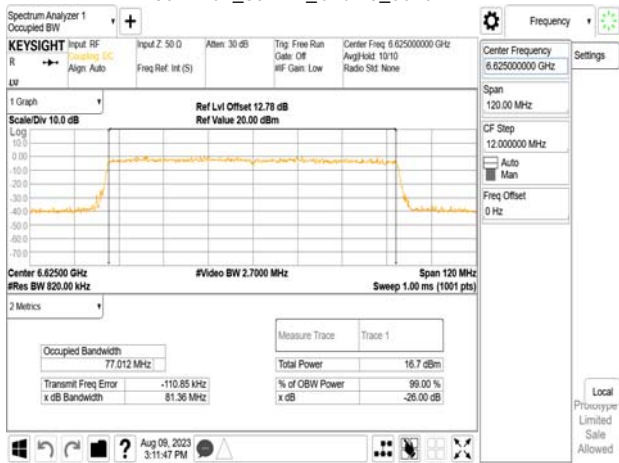 Spectrum Analyzer 1
Occupied BW
+
Frequency
KEYSIGHT
R
LXI
Input: RF
Coupling: DC
Align: Auto
Input Z: 50 Ω
Freq Ref: Int (S)
Atten: 30 dB
Trig: Free Run
Gate: Off
#IF Gain: Low
Center Freq: 6.625000000 GHz
Avg|Hold: 10/10
Radio Std: None
Center Frequency
6.625000000 GHz
Settings
Span
120.00 MHz
CF Step
12.000000 MHz
Auto
Man
Freq Offset
0 Hz
1 Graph
Scale/Div 10.0 dB
Ref Lvl Offset 12.78 dB
Ref Value 20.00 dBm
Log
10.0
0.00
-10.0
-20.0
-30.0
-40.0
-50.0
-60.0
-70.0
Center 6.62500 GHz
#Res BW 820.00 kHz
#Video BW 2.7000 MHz
Span 120 MHz
Sweep 1.00 ms (1001 pts)
2 Metrics
Measure Trace
Trace 1
Occupied Bandwidth
77.012 MHz
Total Power
16.7 dBm
Transmit Freq Error
-110.85 kHz
% of OBW Power
99.00 %
x dB Bandwidth
81.36 MHz
x dB
-26.00 dB
Local
Prototype
Limited
Sale
Allowed
?
Aug 09, 2023
3:11:47 PM